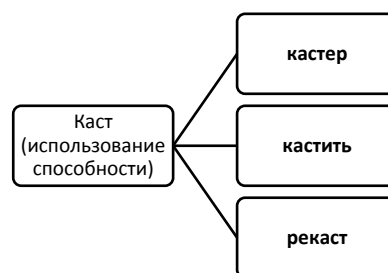 Каст
(использование
способности)
кастер
кастить
рекаст